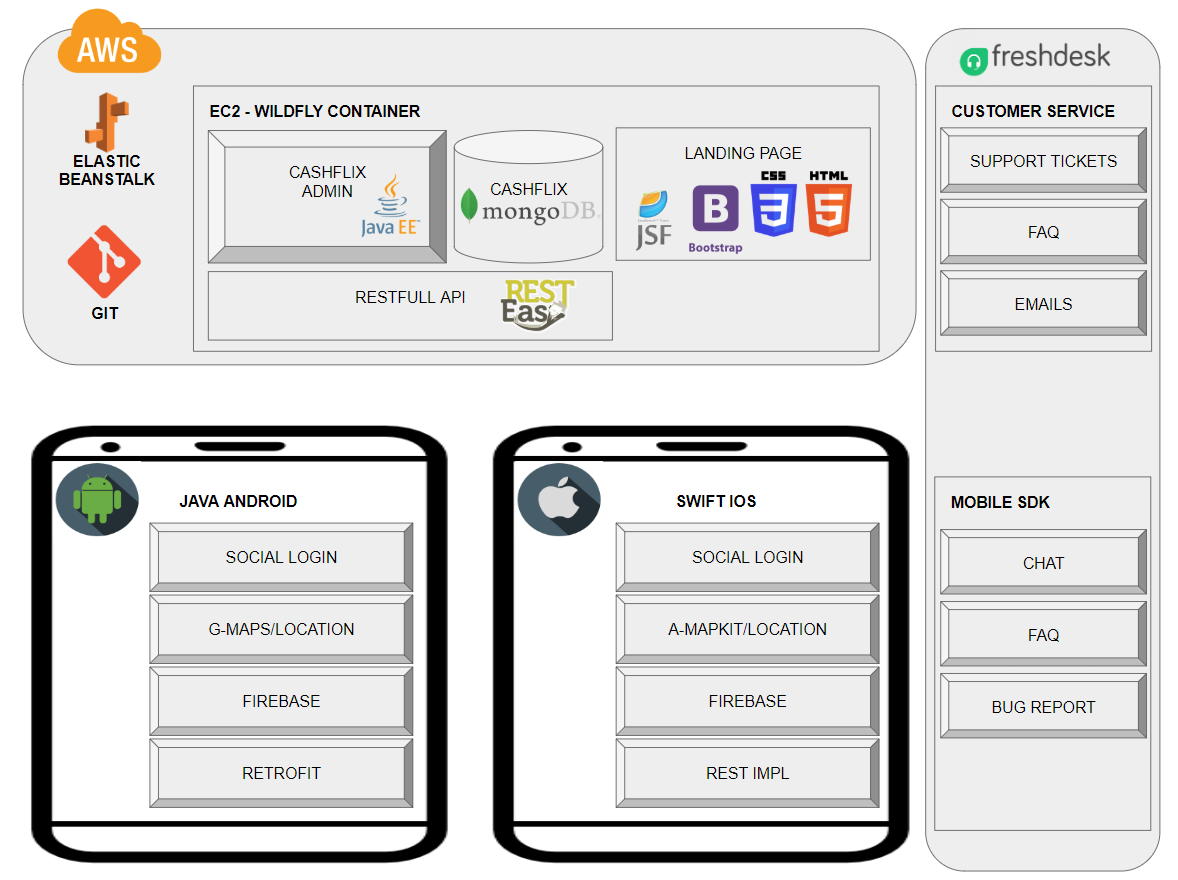 AWS
ELASTIC
BEANSTALK
GIT
EC2 - WILDFLY CONTAINER
CASHFLIX
ADMIN
Java EE
CASHFLIX
mongoDB
LANDING PAGE
JSF
B
Bootstrap
CSS
3
HTML
5
RESTFULL API
REST
Easy
freshdesk
CUSTOMER SERVICE
SUPPORT TICKETS
FAQ
EMAILS
JAVA ANDROID
SOCIAL LOGIN
G-MAPS/LOCATION
FIREBASE
RETROFIT
SWIFT IOS
SOCIAL LOGIN
A-MAPKIT/LOCATION
FIREBASE
REST IMPL
MOBILE SDK
CHAT
FAQ
BUG REPORT